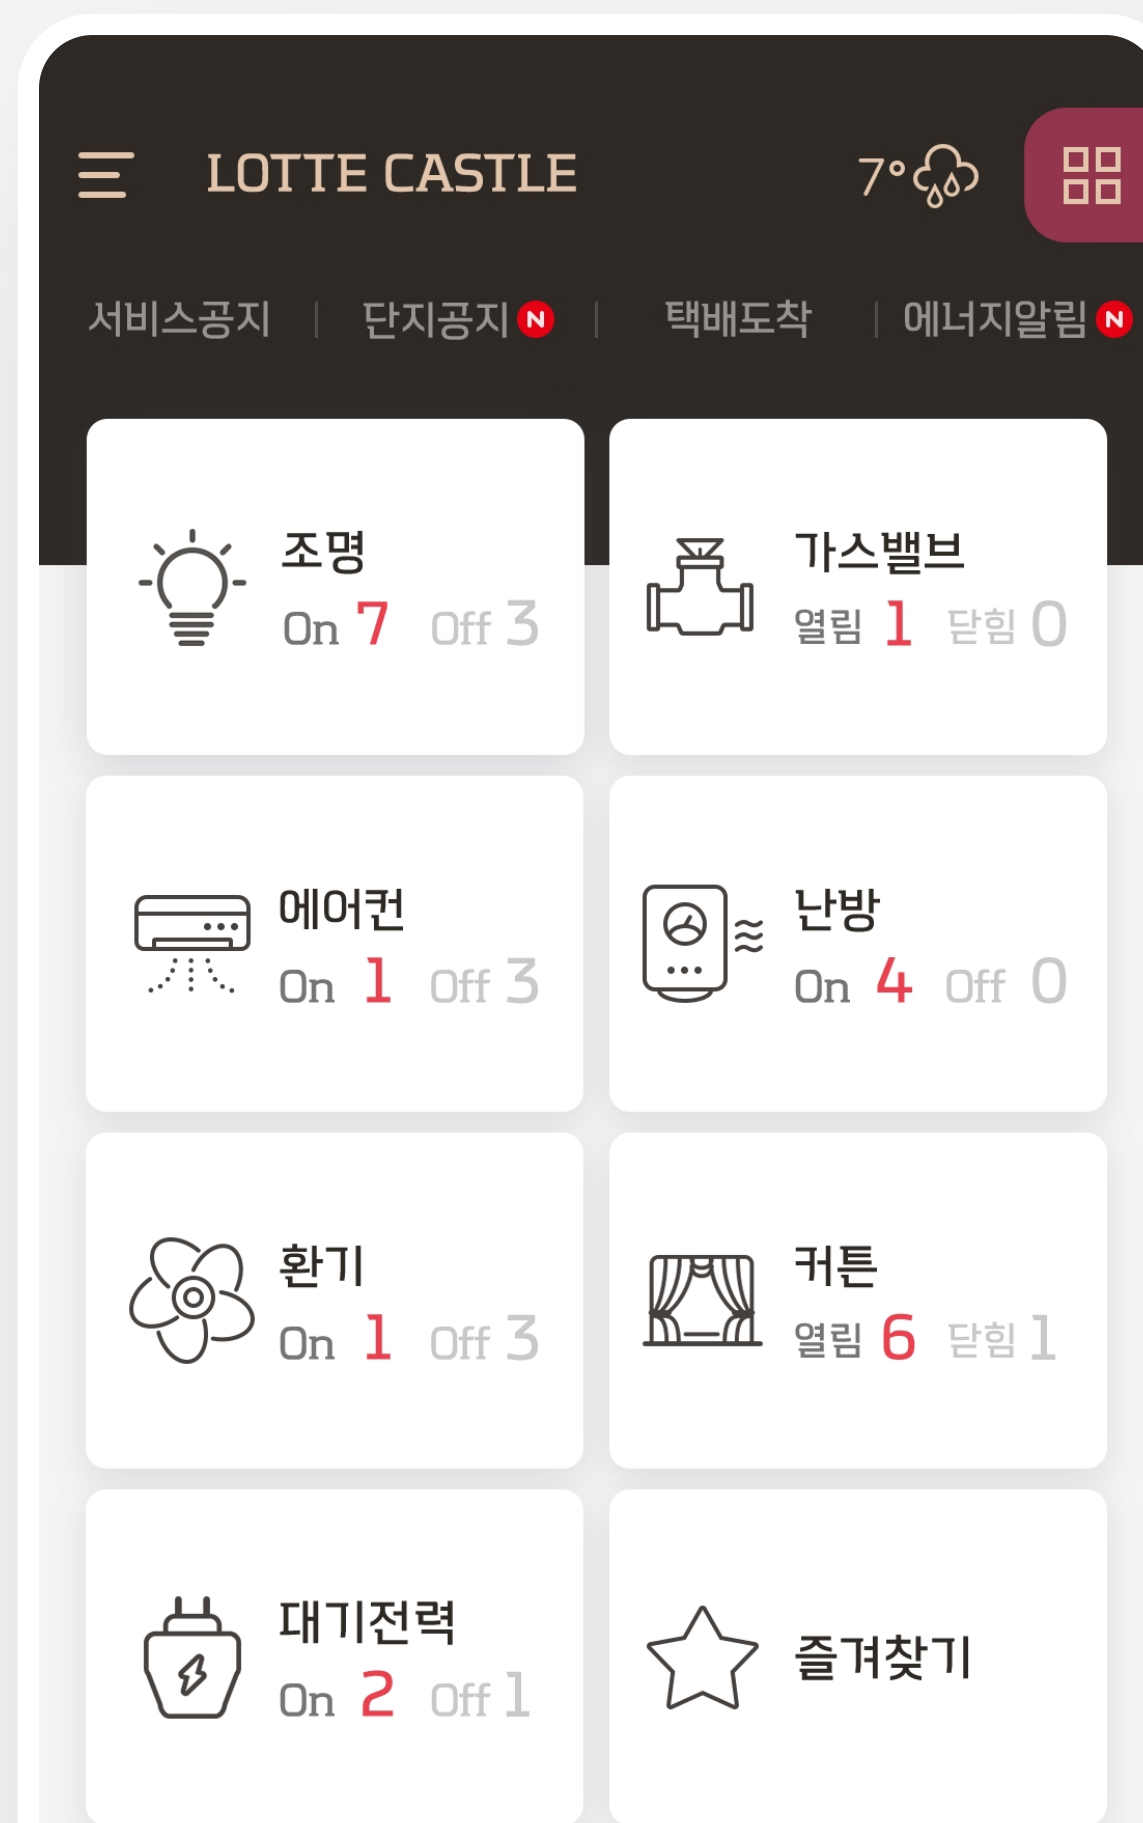 LOTTE CASTLE 7°
서비스공지 | 단지공지 N | 택배도착 | 에너지알림 N
조명
On 7 Off 3
가스밸브
열림 1 닫힘 0
에어컨
On 1 Off 3
난방
On 4 Off 0
환기
On 1 Off 3
커튼
열림 6 닫힘 1
대기전력
On 2 Off 1
즐겨찾기